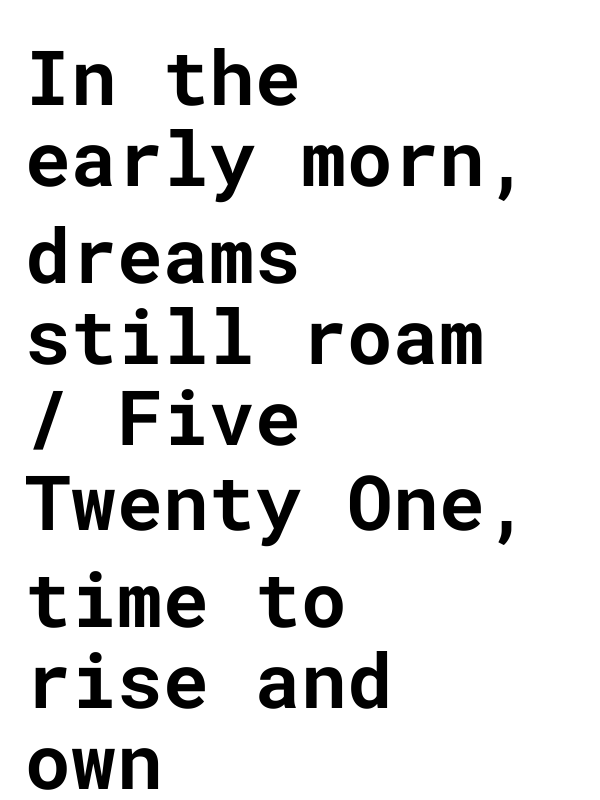 In the
early morn,
dreams
still roam
/ Five
Twenty One,
time to
rise and
own